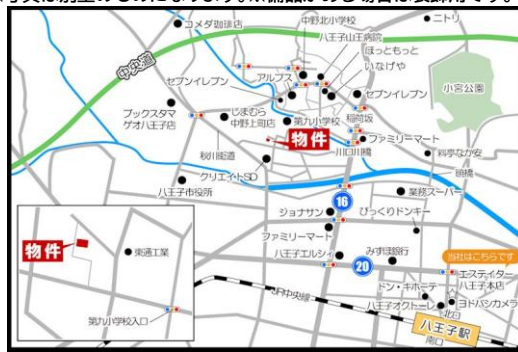 コメダ珈琲店
中野北小学校
ニトリ
八王子山王病院
ほっともっと
いなげや
中央道
セブンイレブン
アルプス
セブンイレブン
小宮公園
ブックスタマ
ゲオ八王子店
しまむら
中野上町店
第九小学校
稲荷坂
物件
ファミリーマート
川口川橋
料亭なか安
秋川街道
クリエイトSD
暁橋
八王子市役所
16
業務スーパー
ジョナサン
びっくりドンキー
ファミリーマート
八王子エルシィ
みずほ銀行
20
当社はこちらです
エステイター
八王子本店
JR中央線
ドン・キホーテ
ヨドバシカメラ
八王子オクトーレ
北口
八王子駅
南口
物件
東通工業
第九小学校入口